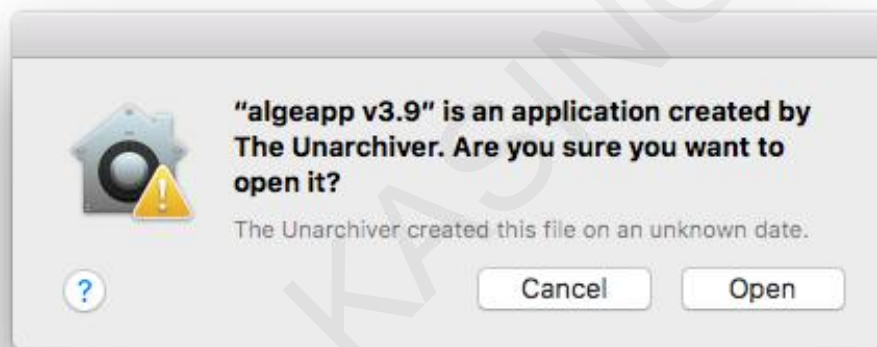 “algeapp v3.9” is an application created by
The Unarchiver. Are you sure you want to
open it?
The Unarchiver created this file on an unknown date.
?
Cancel
Open
KASING